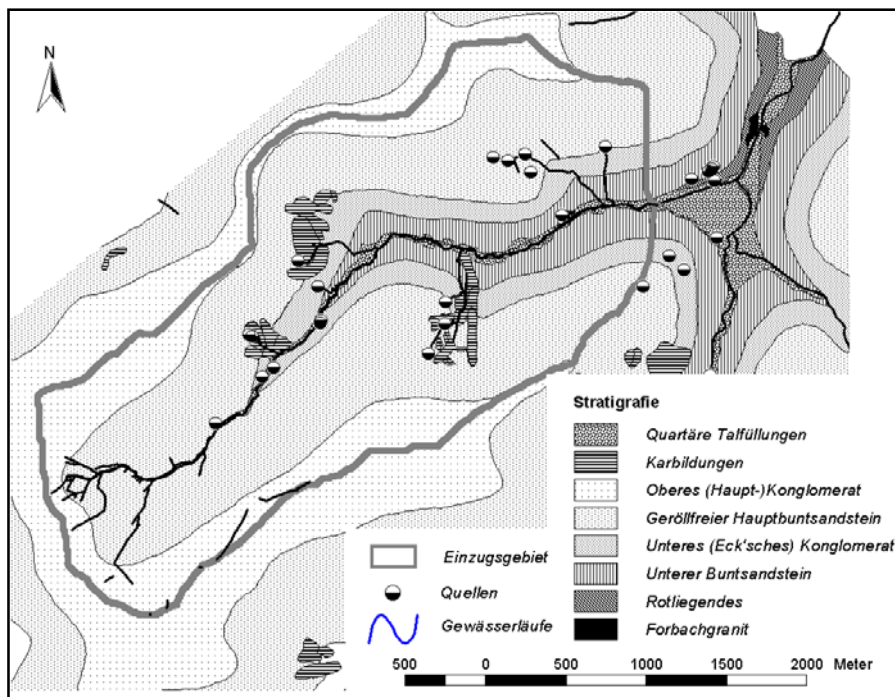 N
Stratigrafie
Quartäre Talfüllungen
Karbildungen
Oberes (Haupt-)Konglomerat
Geröllfreier Hauptbuntsandstein
Unteres (Eck'sches) Konglomerat
Unterer Buntsandstein
Rotliegendes
Forbachgranit
Einzugsgebiet
Quellen
Gewässerläufe
500 0 500 1000 1500 2000 Meter